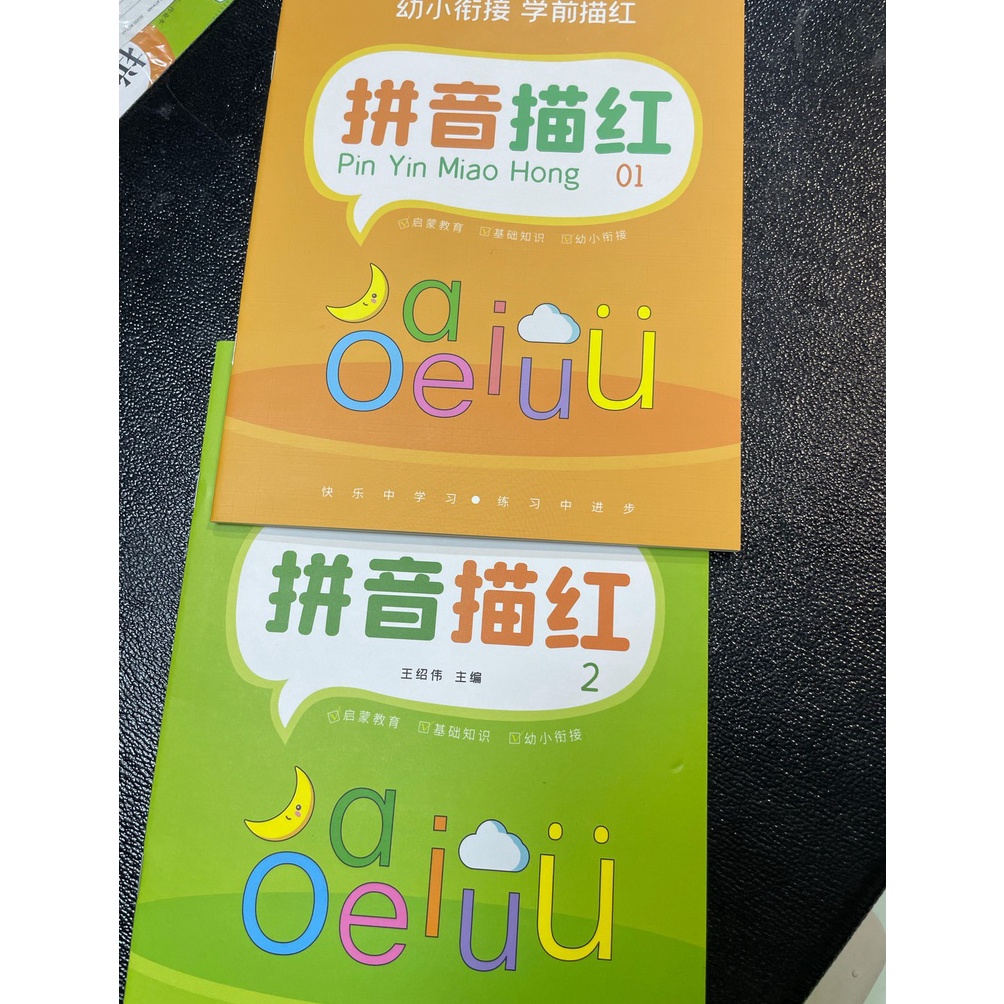 幼小衔接 学前描红
拼音描红
Pin Yin Miao Hong 01
启蒙教育 基础知识 幼小衔接
a o e i u ü
快乐中学习●练习中进步
拼音描红
王绍伟 主编 2
启蒙教育 基础知识 幼小衔接
a o e i u ü